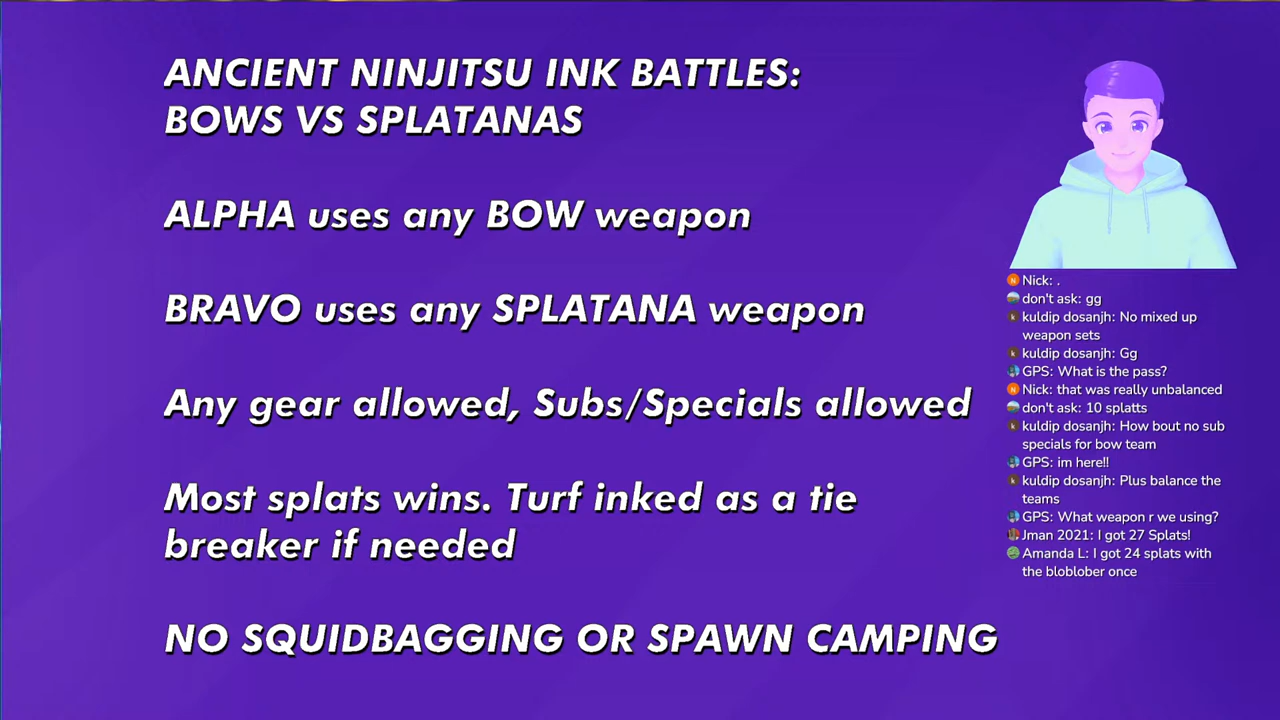 ANCIENT NINJITSU INK BATTLES:
BOWS VS SPLATANAS
ALPHA uses any BOW weapon
BRAVO uses any SPLATANA weapon
Any gear allowed, Subs/Specials allowed
Most splats wins. Turf inked as a tie
breaker if needed
NO SQUIDBAGGING OR SPAWN CAMPING
N Nick: .
don't ask: gg
k kuldip dosanjh: No mixed up
weapon sets
k kuldip dosanjh: Gg
GPS: What is the pass?
N Nick: that was really unbalanced
don't ask: 10 splatts
k kuldip dosanjh: How bout no sub
specials for bow team
GPS: im here!!
k kuldip dosanjh: Plus balance the
teams
GPS: What weapon r we using?
Jman 2021: I got 27 Splats!
Amanda L: I got 24 splats with
the bloblober once